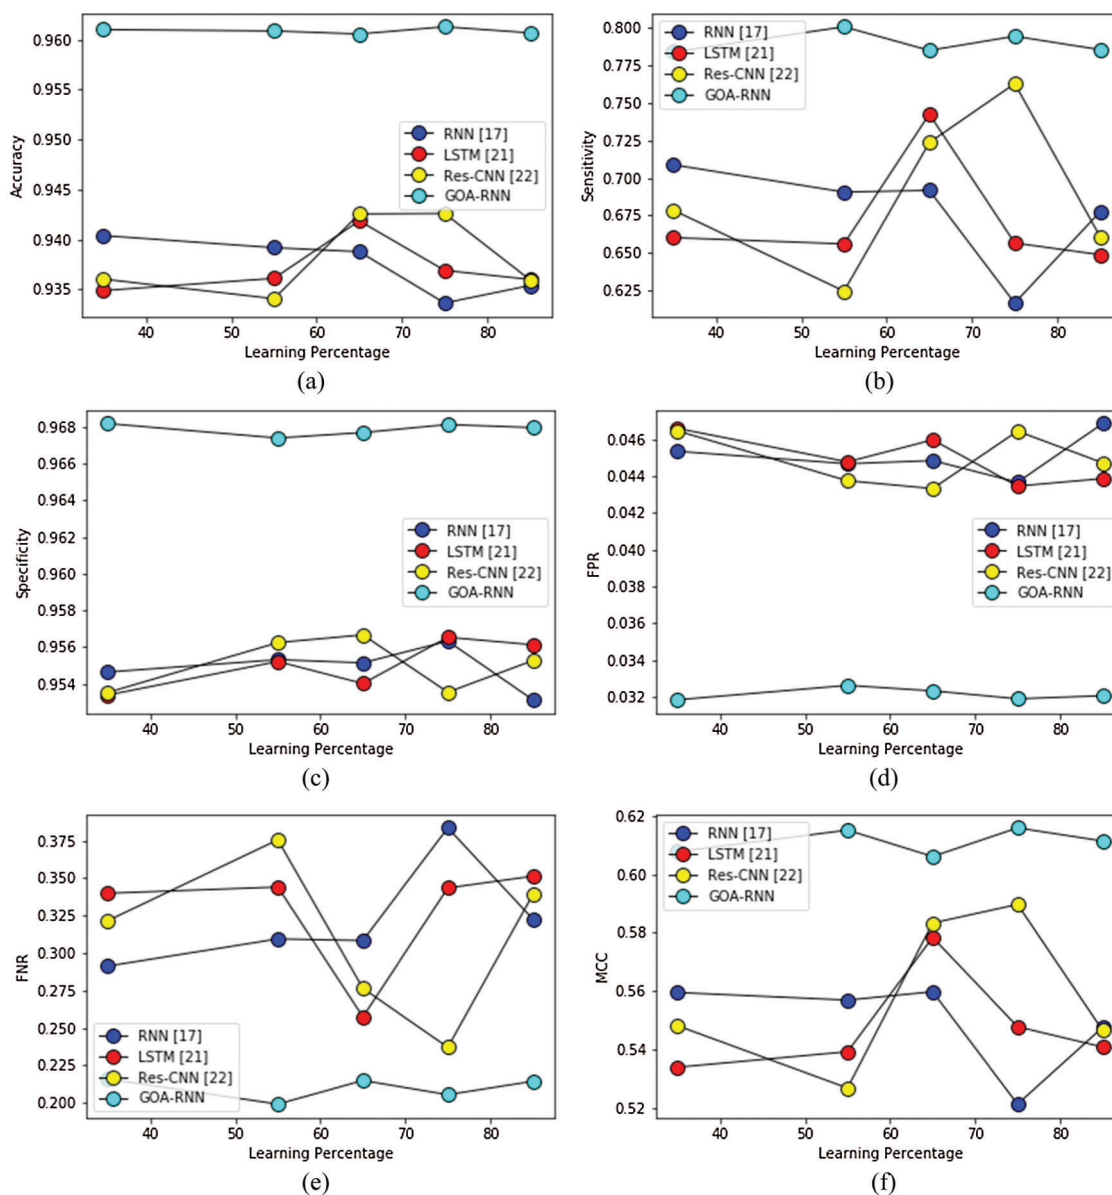 0.960
0.955
0.950
0.945
0.940
0.935
Accuracy
RNN [17]
LSTM [21]
Res-CNN [22]
GOA-RNN
40 50 60 70 80
Learning Percentage
(a)
0.800
0.775
0.750
0.725
0.700
0.675
0.650
0.625
Sensitivity
RNN [17]
LSTM [21]
Res-CNN [22]
GOA-RNN
40 50 60 70 80
Learning Percentage
(b)
0.968
0.966
0.964
0.962
0.960
0.958
0.956
0.954
Specificity
RNN [17]
LSTM [21]
Res-CNN [22]
GOA-RNN
40 50 60 70 80
Learning Percentage
(c)
0.046
0.044
0.042
0.040
0.038
0.036
0.034
0.032
FPR
RNN [17]
LSTM [21]
Res-CNN [22]
GOA-RNN
40 50 60 70 80
Learning Percentage
(d)
0.375
0.350
0.325
0.300
0.275
0.250
0.225
0.200
FNR
RNN [17]
LSTM [21]
Res-CNN [22]
GOA-RNN
40 50 60 70 80
Learning Percentage
(e)
0.62
0.60
0.58
0.56
0.54
0.52
MCC
RNN [17]
LSTM [21]
Res-CNN [22]
GOA-RNN
40 50 60 70 80
Learning Percentage
(f)